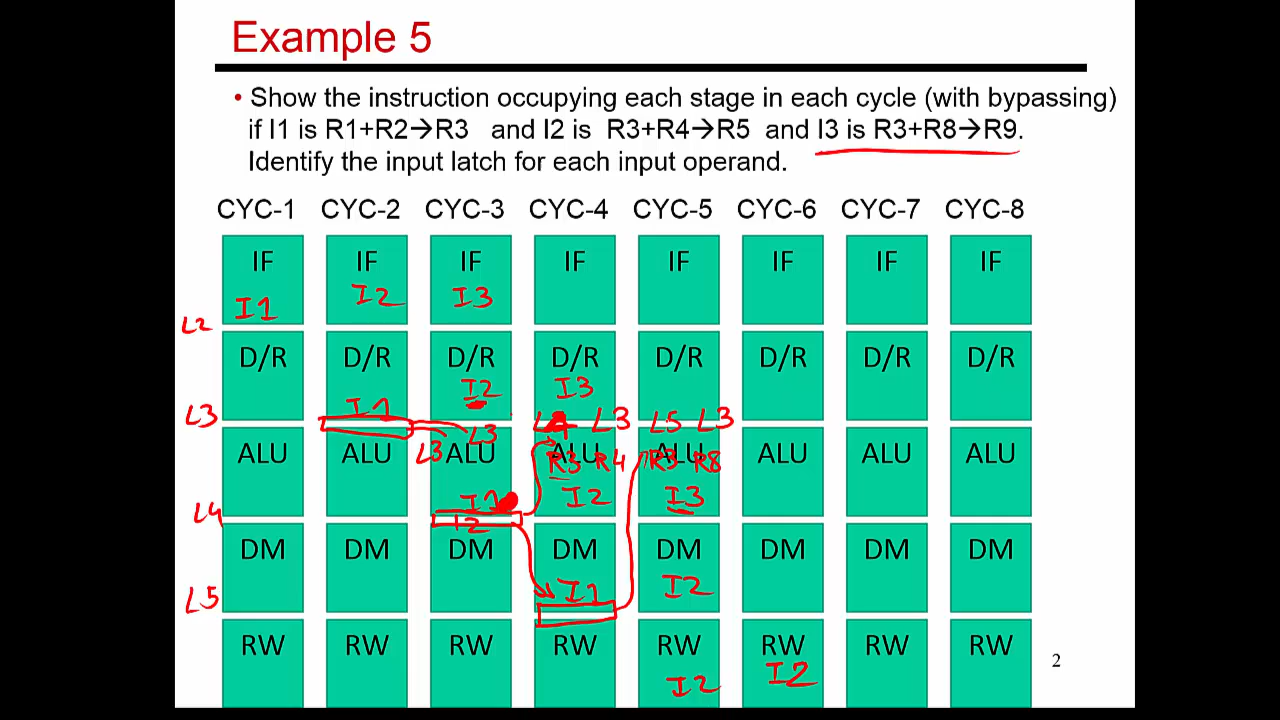 Example 5
• Show the instruction occupying each stage in each cycle (with bypassing)
if I1 is R1+R2→R3 and I2 is R3+R4→R5 and I3 is R3+R8→R9.
Identify the input latch for each input operand.
CYC-1 CYC-2 CYC-3 CYC-4 CYC-5 CYC-6 CYC-7 CYC-8
IF IF IF IF IF IF IF IF
I1 I2 I3
L2
D/R D/R D/R D/R D/R D/R D/R D/R
I1 I2 I3
L3 L3 L5 L3
L3 L3
ALU ALU ALU ALU ALU ALU ALU ALU
R3 R4 R3 R8
I1 I2 I3
L4 I2
DM DM DM DM DM DM DM DM
I1 I2
L5
RW RW RW RW RW RW RW RW
I2 I2
2